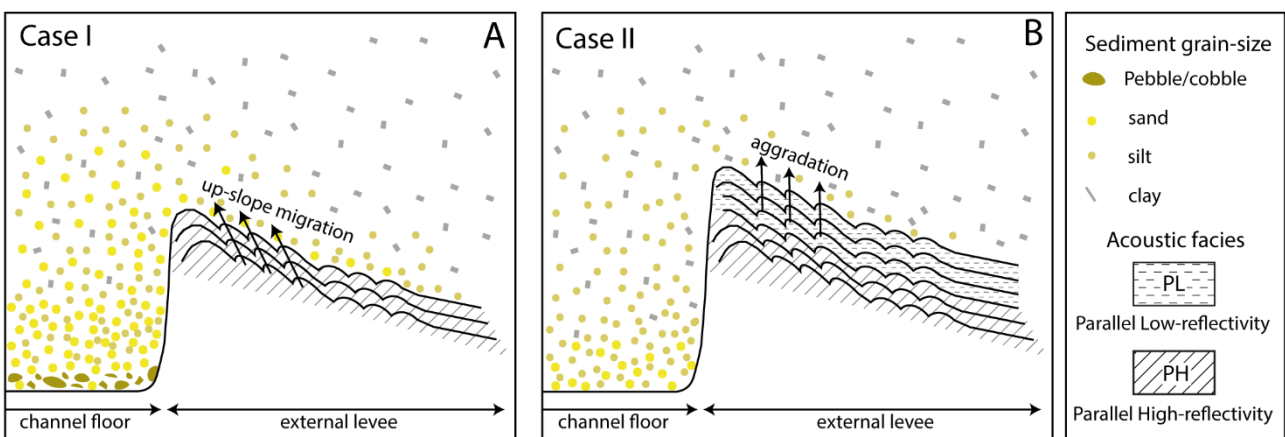 Case I
A
up-slope migration
channel floor
external levee
Case II
B
aggradation
channel floor
external levee
Sediment grain-size
Pebble/cobble
sand
silt
clay
Acoustic facies
PL
Parallel Low-reflectivity
PH
Parallel High-reflectivity